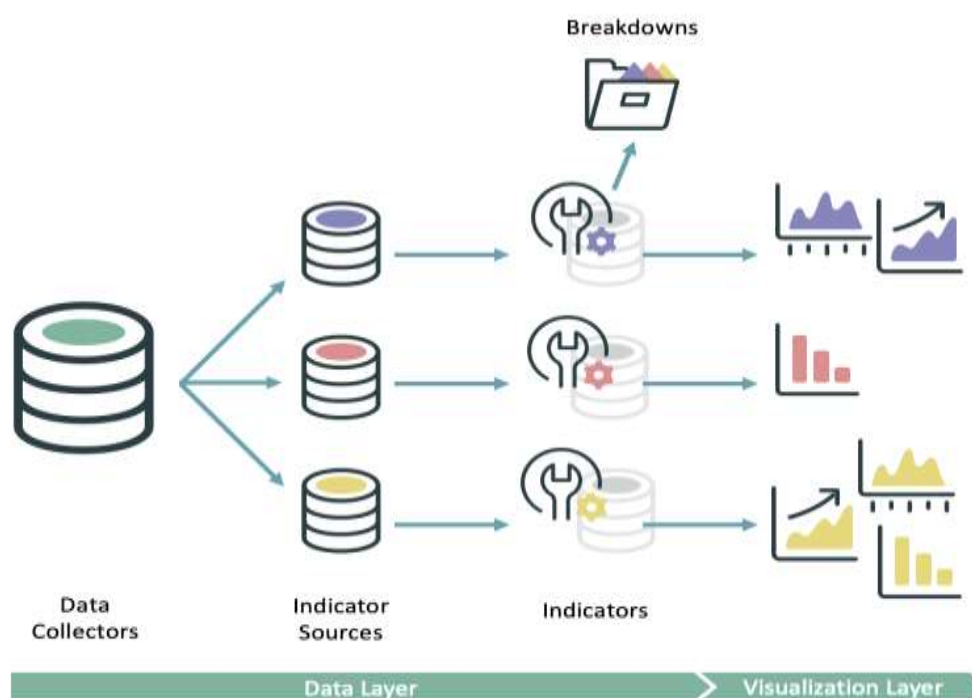 Breakdowns
Data
Collectors
Indicator
Sources
Indicators
Data Layer
Visualization Layer